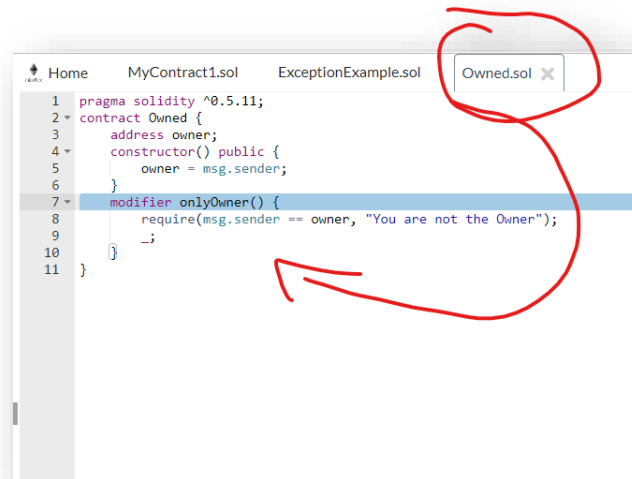 Home MyContract1.sol ExceptionExample.sol Owned.sol
1 pragma solidity ^0.5.11;
2 contract Owned {
3 address owner;
4 constructor() public {
5 owner = msg.sender;
6 }
7 modifier onlyOwner() {
8 require(msg.sender == owner, "You are not the Owner");
9 _;
10 }
11 }